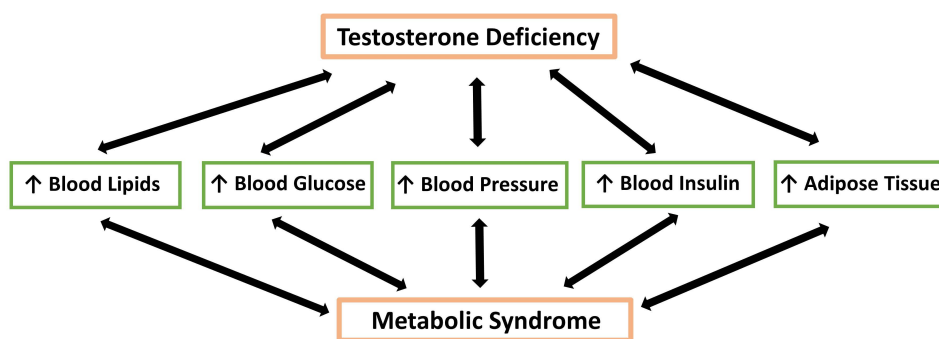 Testosterone Deficiency
↑ Blood Lipids
↑ Blood Glucose
↑ Blood Pressure
↑ Blood Insulin
↑ Adipose Tissue
Metabolic Syndrome